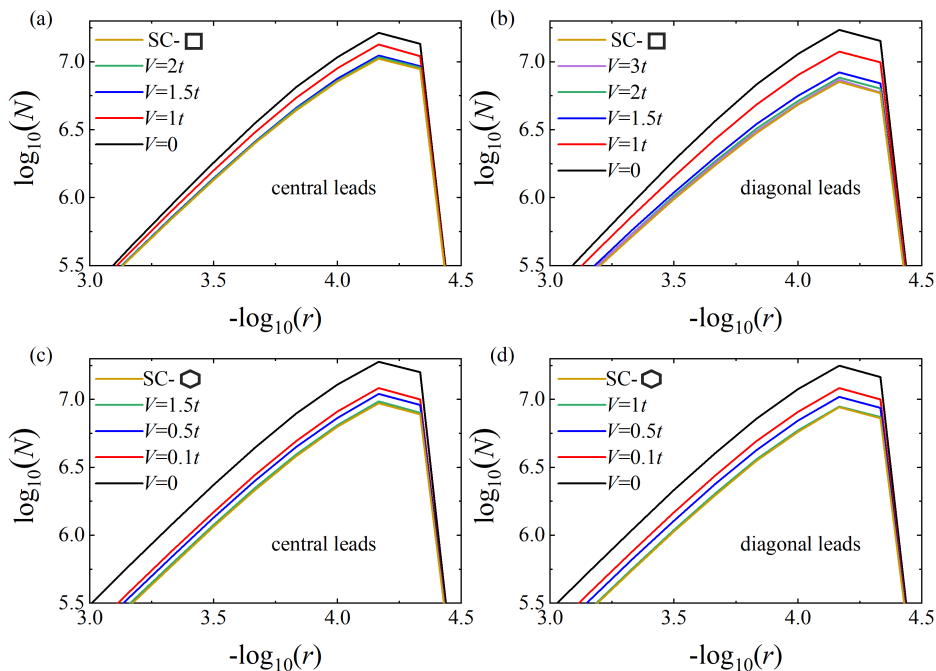 (a)
SC-
V=2t
V=1.5t
V=1t
V=0
central leads
log10(N)
7.0
6.5
6.0
5.5
3.0 3.5 4.0 4.5
-log10(r)
(b)
SC-
V=3t
V=2t
V=1.5t
V=1t
V=0
diagonal leads
log10(N)
7.0
6.5
6.0
5.5
3.0 3.5 4.0 4.5
-log10(r)
(c)
SC-
V=1.5t
V=0.5t
V=0.1t
V=0
central leads
log10(N)
7.0
6.5
6.0
5.5
3.0 3.5 4.0 4.5
-log10(r)
(d)
SC-
V=1t
V=0.5t
V=0.1t
V=0
diagonal leads
log10(N)
7.0
6.5
6.0
5.5
3.0 3.5 4.0 4.5
-log10(r)